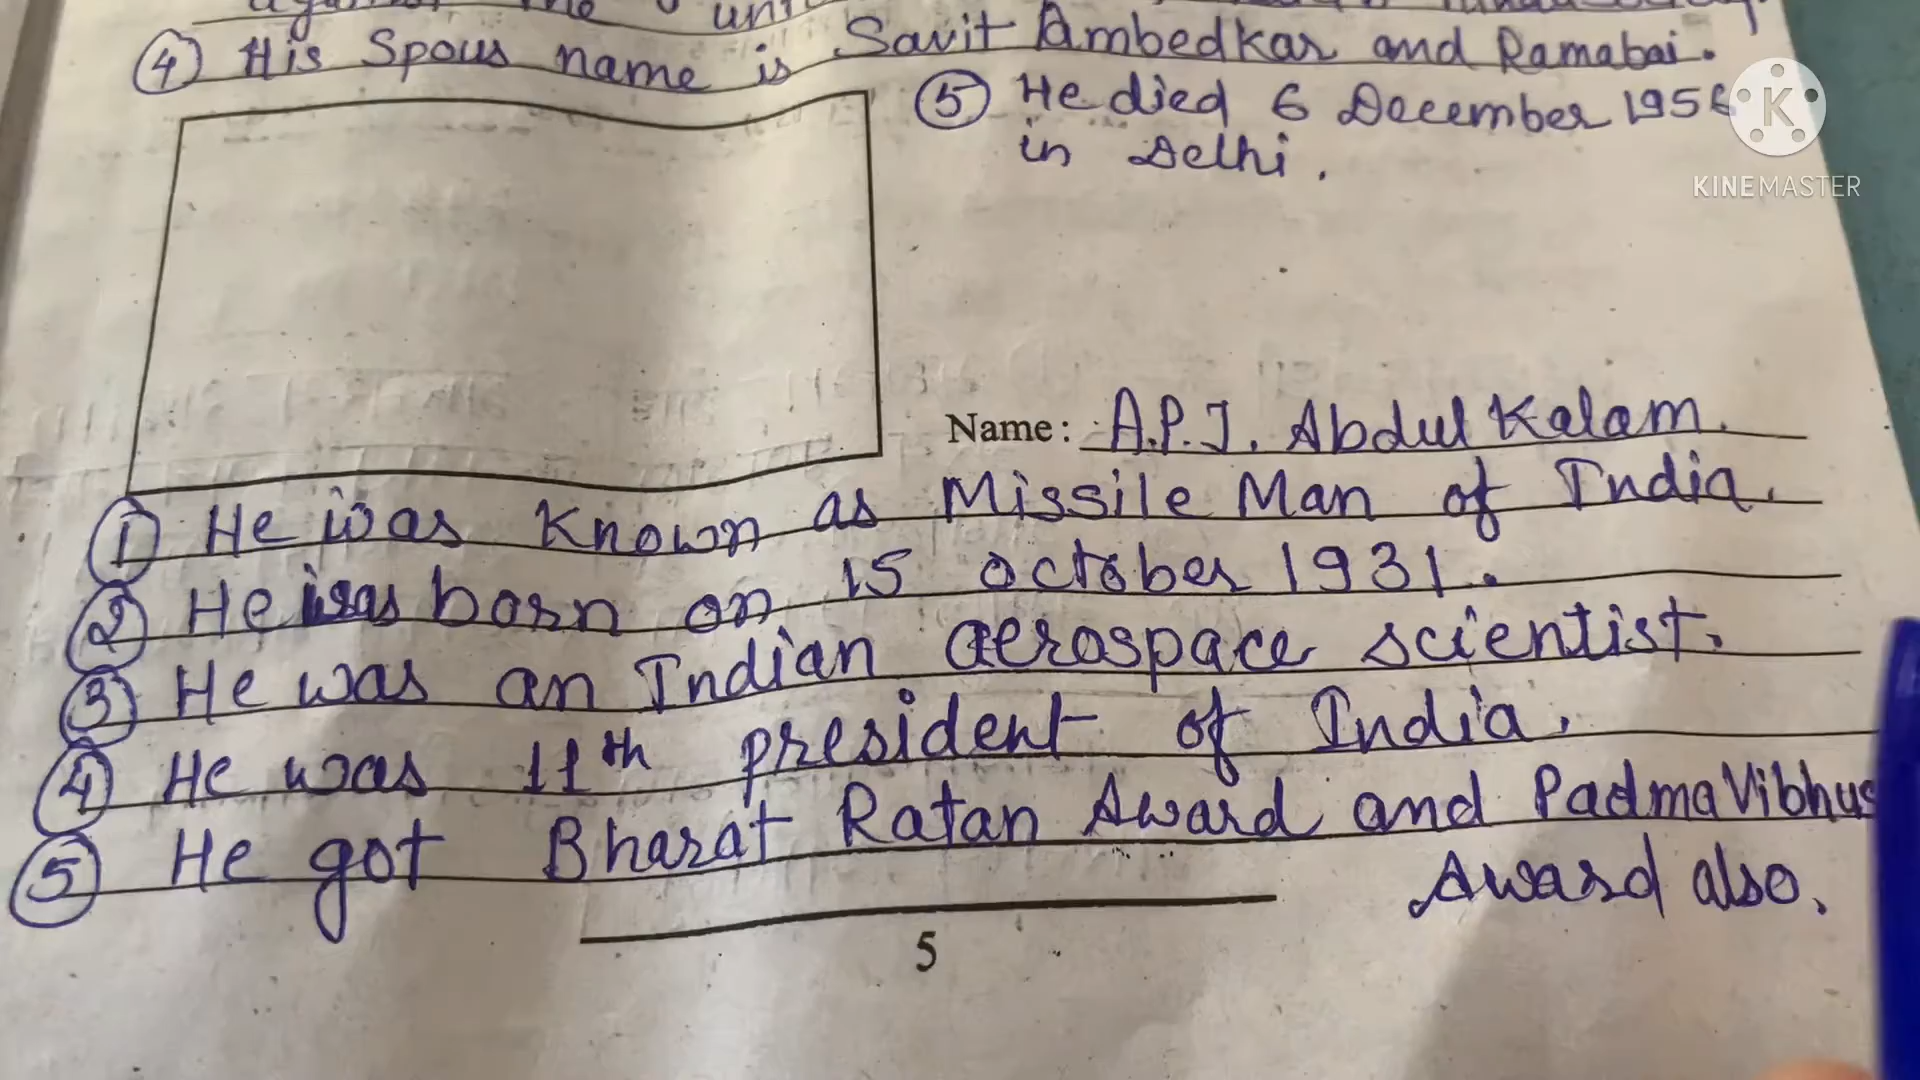 ④ His Spous name is Savit Ambedkar and Ramabai.
⑤ He died 6 December 1956
in Delhi.
KINEMASTER
Name: A.P.J. Abdul Kalam.
① He was Known as Missile Man of India.
② He was born on 15 october 1931.
③ He was an Indian aerospace scientist.
④ He was 11th president of India.
⑤ He got Bharat Ratan Award and Padma Vibhus
Award also.
5